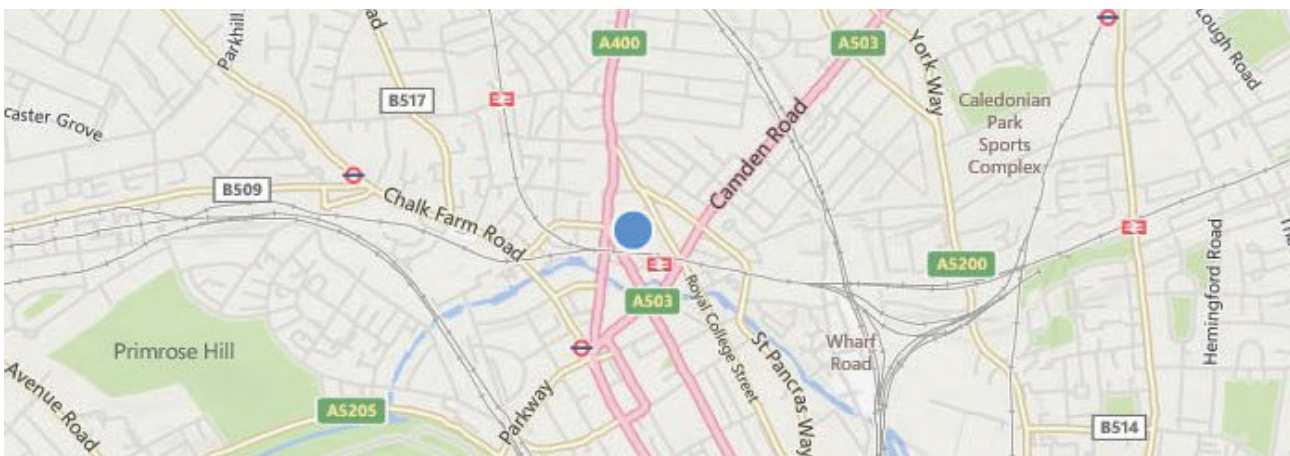 Parkhill
ad
A400
A503
York Way
Lough Road
B517
Caledonian
Park
Sports
Complex
caster Grove
Camden Road
B509
Chalk Farm Road
A5200
Hemingford Road
A503
Royal College Street
Primrose Hill
St Pancras Way
Wharf
Road
Avenue Road
A5205
Parkway
B514